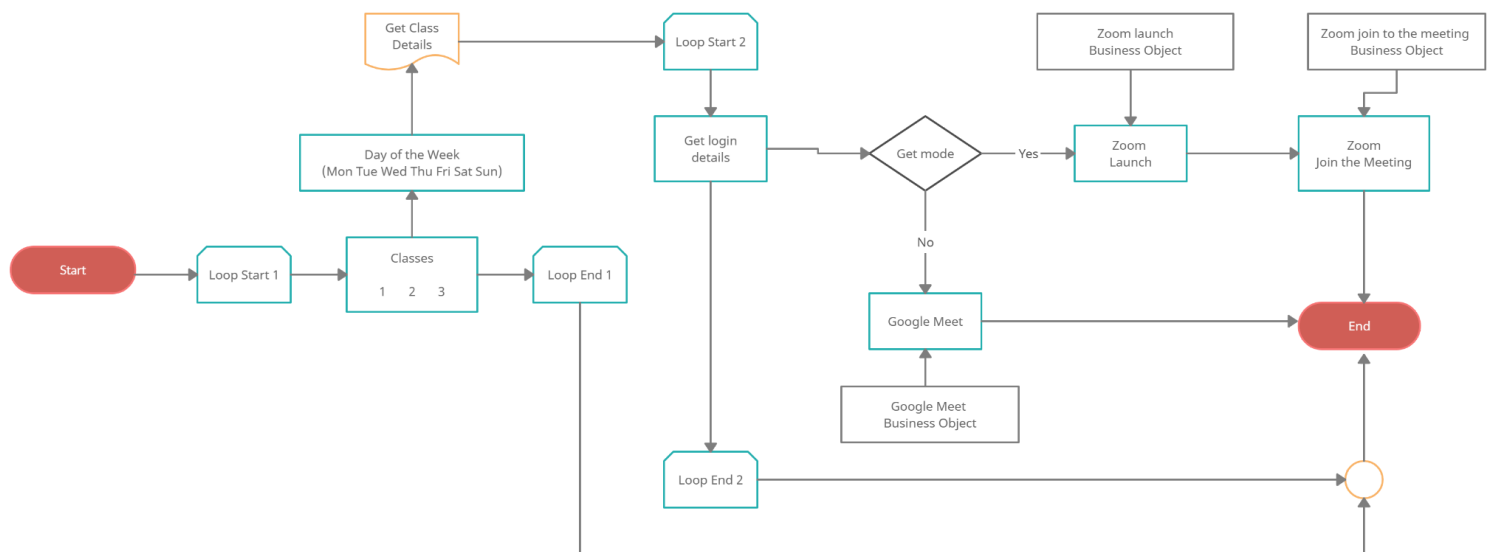 Get Class
Details
Loop Start 2
Zoom launch
Business Object
Zoom join to the meeting
Business Object
Day of the Week
(Mon Tue Wed Thu Fri Sat Sun)
Get login
details
Get mode
Yes
Zoom
Launch
Zoom
Join the Meeting
No
Start
Loop Start 1
Classes
1 2 3
Loop End 1
Google Meet
End
Google Meet
Business Object
Loop End 2